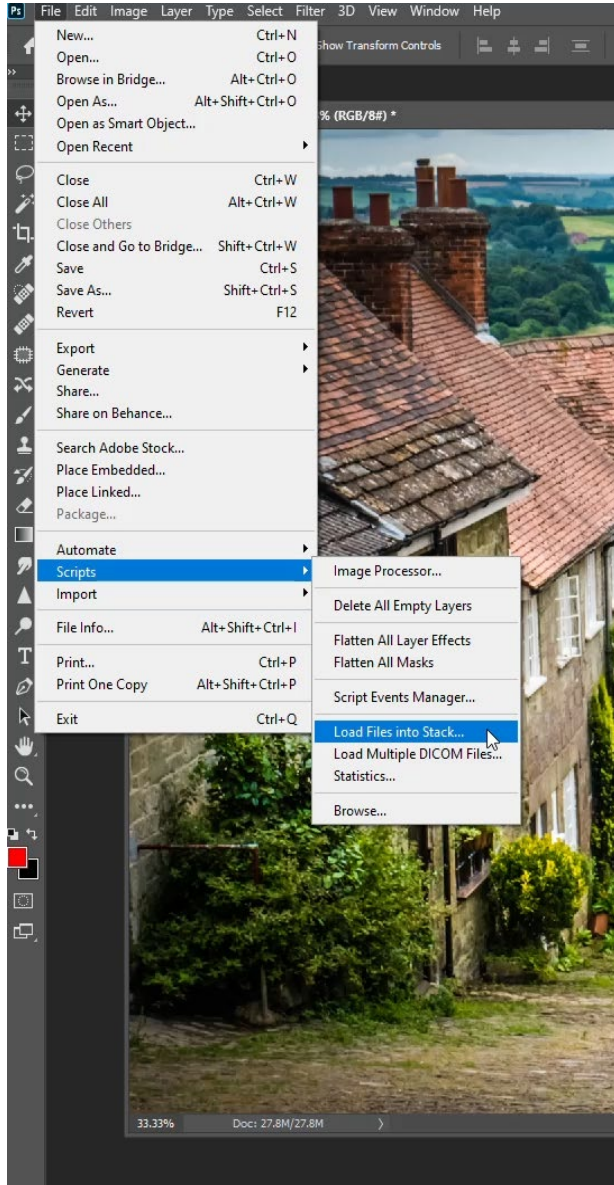 Ps File Edit Image Layer Type Select Filter 3D View Window Help
Show Transform Controls
% (RGB/8#) *
New... Ctrl+N
Open... Ctrl+O
Browse in Bridge... Alt+Ctrl+O
Open As... Alt+Shift+Ctrl+O
Open as Smart Object...
Open Recent
Close Ctrl+W
Close All Alt+Ctrl+W
Close Others
Close and Go to Bridge... Shift+Ctrl+W
Save Ctrl+S
Save As... Shift+Ctrl+S
Revert F12
Export
Generate
Share...
Share on Behance...
Search Adobe Stock...
Place Embedded...
Place Linked...
Package...
Automate
Scripts
Import
File Info... Alt+Shift+Ctrl+I
Print... Ctrl+P
Print One Copy Alt+Shift+Ctrl+P
Exit Ctrl+Q
Image Processor...
Delete All Empty Layers
Flatten All Layer Effects
Flatten All Masks
Script Events Manager...
Load Files into Stack...
Load Multiple DICOM Files...
Statistics...
Browse...
33.33% Doc: 27.8M/27.8M